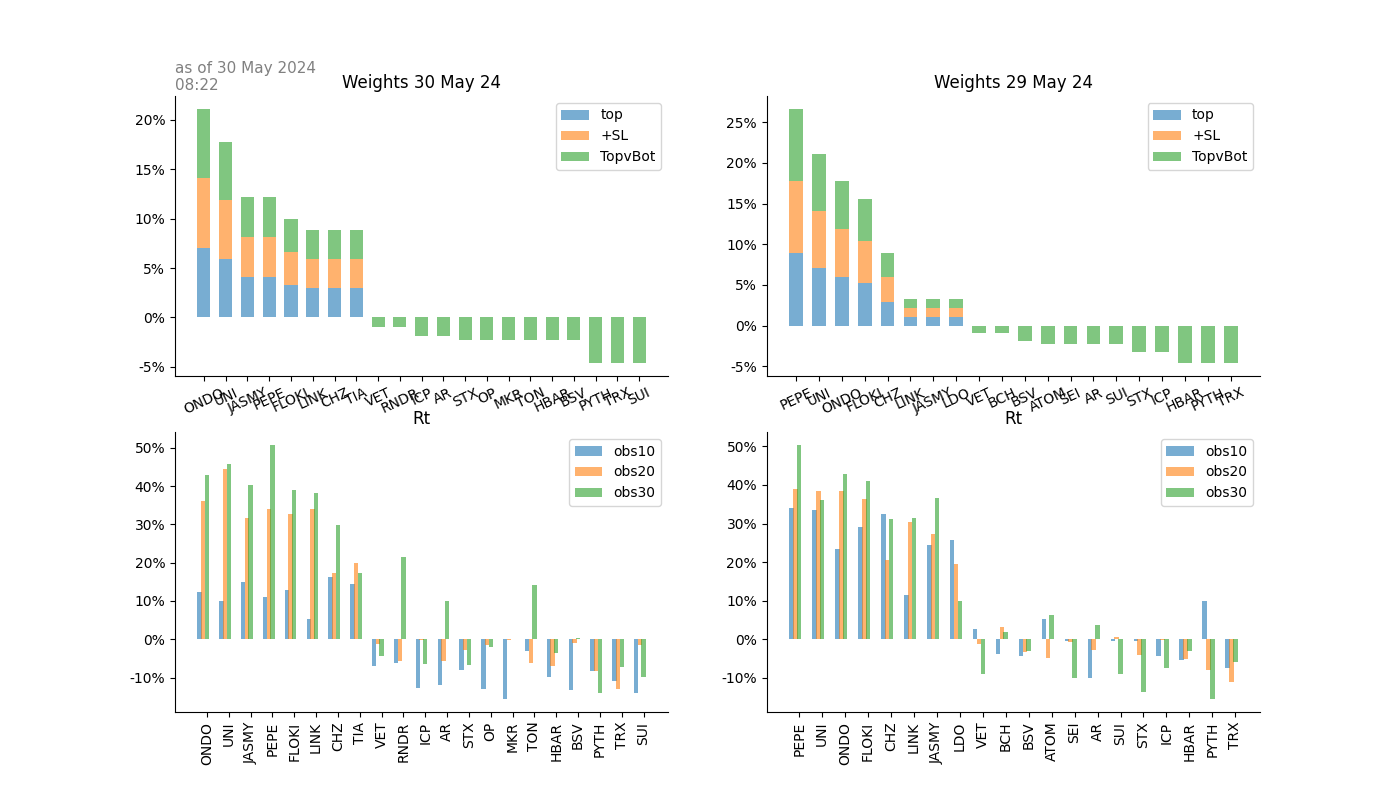 as of 30 May 2024
08:22
Weights 30 May 24
20%
15%
10%
5%
0%
-5%
top
+SL
TopvBot
ONDO UNI JASMY PEPE FLOKI LINK CHZ TIA VET RNDR ICP AR STX OP MKR TON HBAR BSV PYTH TRX SUI
Weights 29 May 24
25%
20%
15%
10%
5%
0%
-5%
top
+SL
TopvBot
PEPE UNI ONDO FLOKI CHZ LINK JASMY LDO VET BCH BSV ATOM SEI AR SUI STX ICP HBAR PYTH TRX
Rt
50%
40%
30%
20%
10%
0%
-10%
obs10
obs20
obs30
ONDO UNI JASMY PEPE FLOKI LINK CHZ TIA VET RNDR ICP AR STX OP MKR TON HBAR BSV PYTH TRX SUI
Rt
50%
40%
30%
20%
10%
0%
-10%
obs10
obs20
obs30
PEPE UNI ONDO FLOKI CHZ LINK JASMY LDO VET BCH BSV ATOM SEI AR SUI STX ICP HBAR PYTH TRX